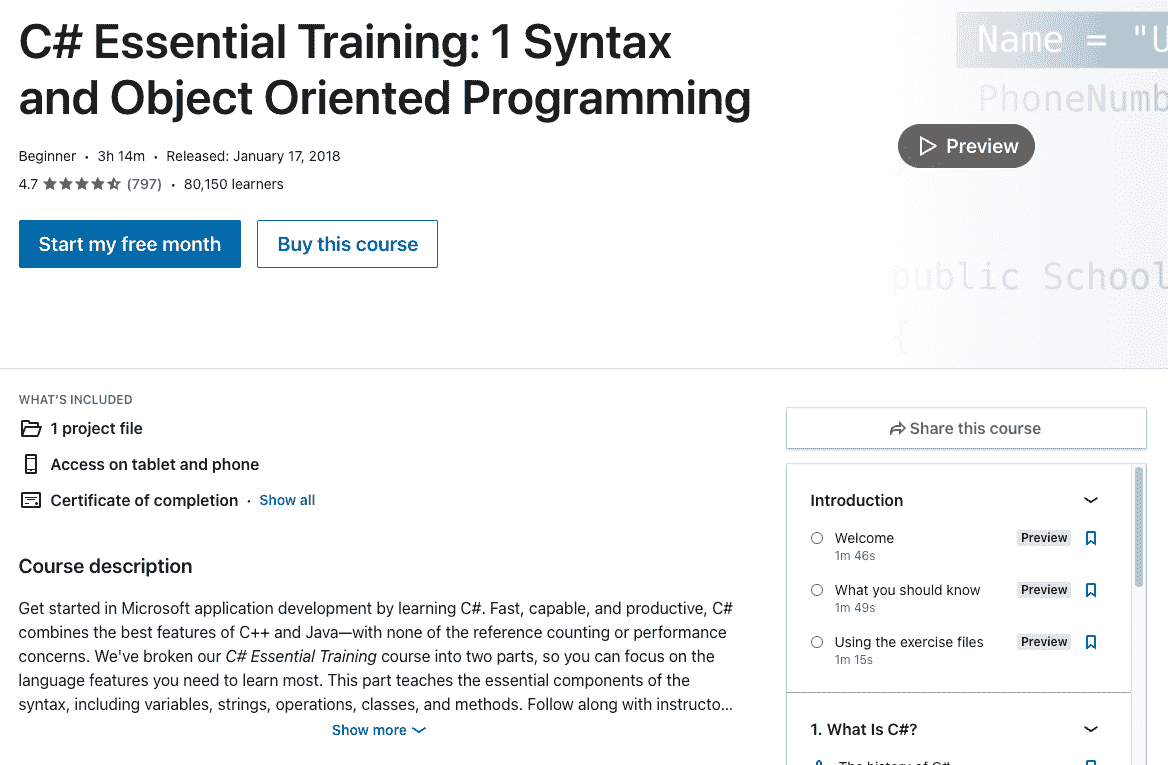 C# Essential Training: 1 Syntax
and Object Oriented Programming
Beginner • 3h 14m • Released: January 17, 2018
4.7 (797) • 80,150 learners
Start my free month
Buy this course
Name = "U
PhoneNumb
Preview
public School
{
WHAT'S INCLUDED
1 project file
Access on tablet and phone
Certificate of completion • Show all
Course description
Get started in Microsoft application development by learning C#. Fast, capable, and productive, C#
combines the best features of C++ and Java—with none of the reference counting or performance
concerns. We've broken our C# Essential Training course into two parts, so you can focus on the
language features you need to learn most. This part teaches the essential components of the
syntax, including variables, strings, operations, classes, and methods. Follow along with instructo...
Show more
Share this course
Introduction
Welcome Preview
1m 46s
What you should know Preview
1m 49s
Using the exercise files Preview
1m 15s
1. What Is C#?
The history of C#